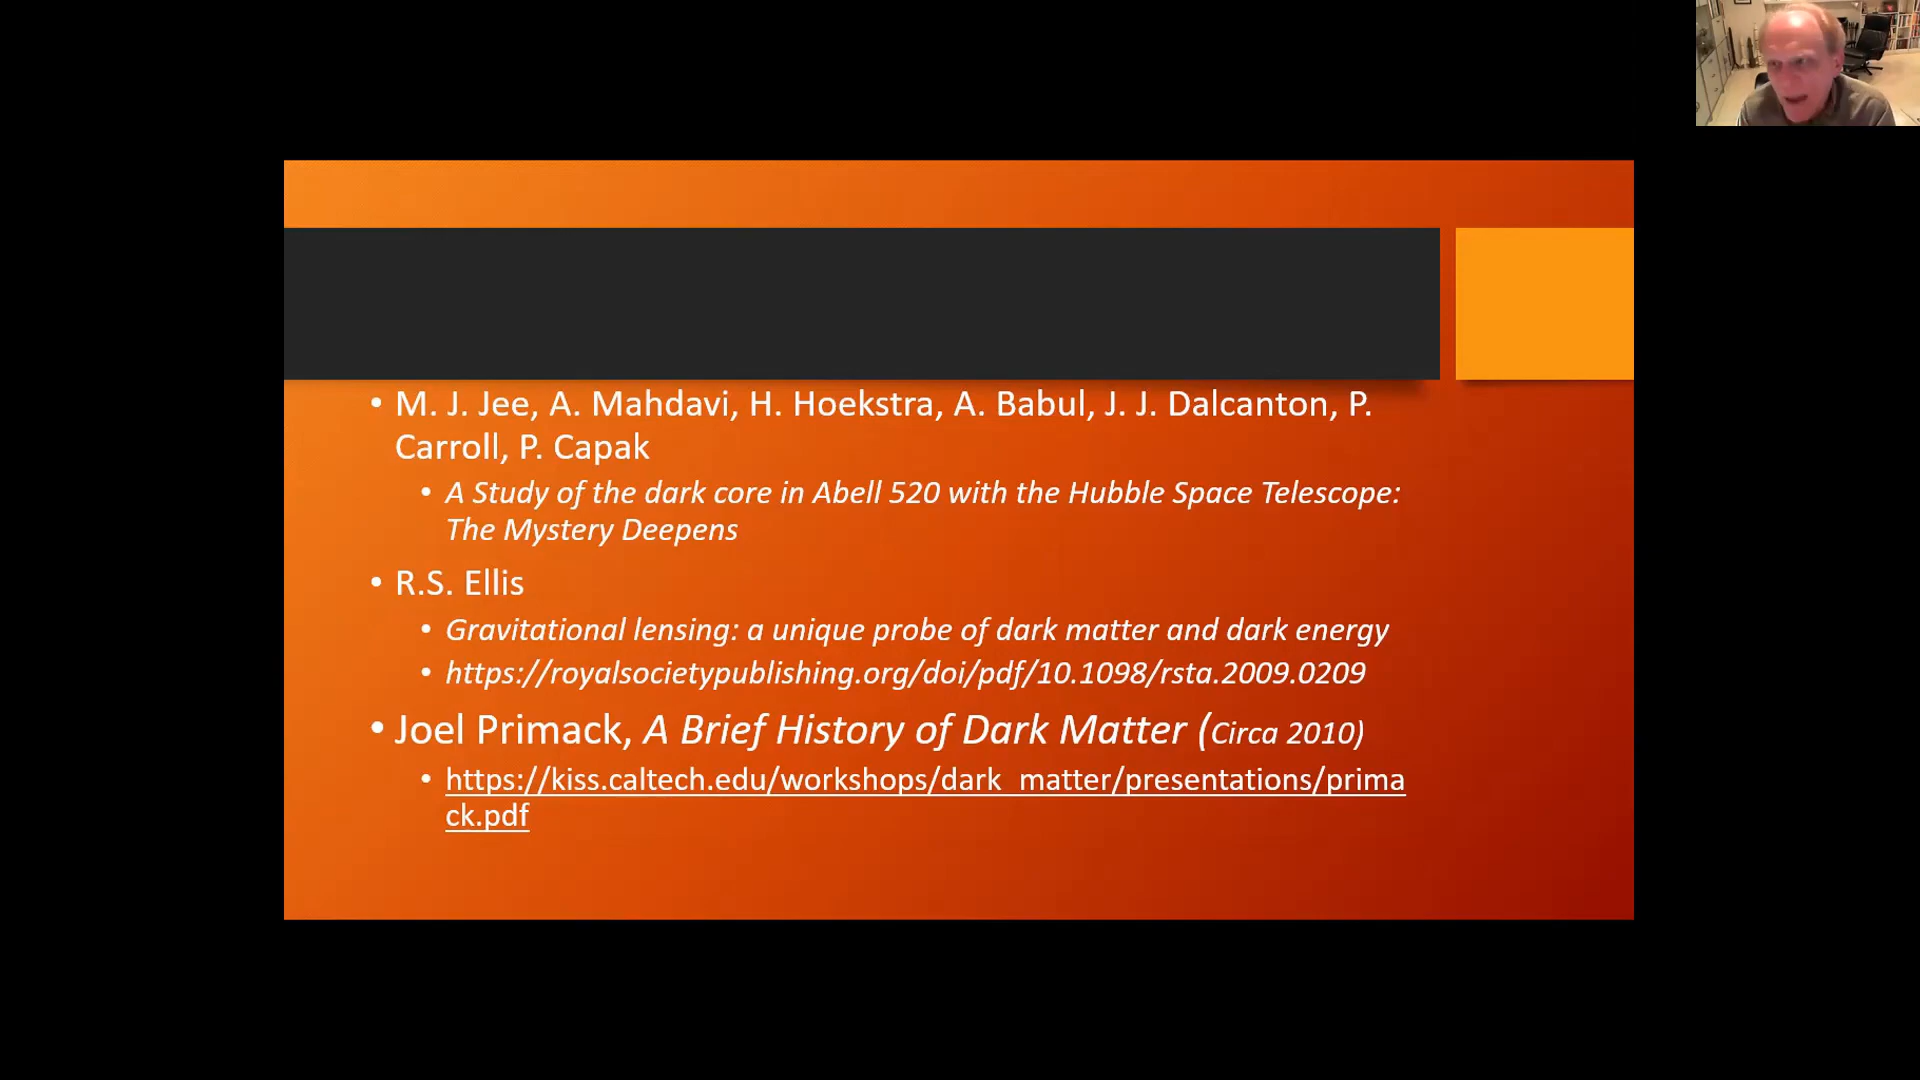 • M. J. Jee, A. Mahdavi, H. Hoekstra, A. Babul, J. J. Dalcanton, P.
Carroll, P. Capak
• A Study of the dark core in Abell 520 with the Hubble Space Telescope:
The Mystery Deepens
• R.S. Ellis
• Gravitational lensing: a unique probe of dark matter and dark energy
• https://royalsocietypublishing.org/doi/pdf/10.1098/rsta.2009.0209
• Joel Primack, A Brief History of Dark Matter (Circa 2010)
• https://kiss.caltech.edu/workshops/dark_matter/presentations/prima
ck.pdf